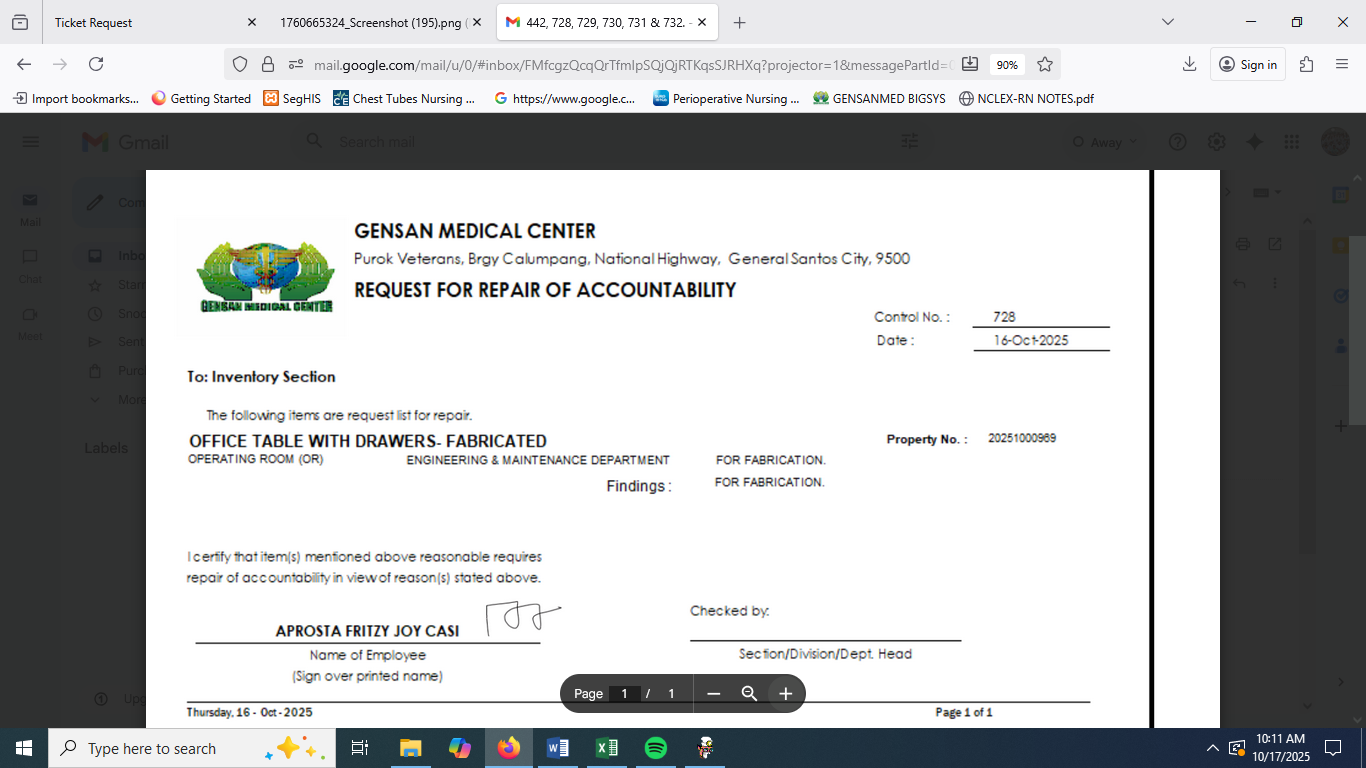 Ticket Request
1760665324_Screenshot (195).png (
442, 728, 729, 730, 731 & 732. -
mail.google.com/mail/u/0/#inbox/FMfcgzQcqQrTfmlpSQjQjRTKqsSJRHXq?projector=1&messagePartId=0
90%
Sign in
Import bookmarks...
Getting Started
SegHIS
Chest Tubes Nursing ...
https://www.google.c...
Perioperative Nursing ...
GENSANMED BIGSYS
NCLEX-RN NOTES.pdf
Gmail
Search mail
Away
Mail
Chat
Meet
Com
Inbo
Starr
Snoo
Sent
Purc
More
Labels
Upg
GENSAN MEDICAL CENTER
GENSAN MEDICAL CENTER
Purok Veterans, Brgy Calumpang, National Highway, General Santos City, 9500
REQUEST FOR REPAIR OF ACCOUNTABILITY
Control No. : 728
Date : 16-Oct-2025
To: Inventory Section
The following items are request list for repair.
OFFICE TABLE WITH DRAWERS- FABRICATED Property No. : 20251000969
OPERATING ROOM (OR) ENGINEERING & MAINTENANCE DEPARTMENT FOR FABRICATION.
Findings : FOR FABRICATION.
I certify that item(s) mentioned above reasonable requires
repair of accountability in view of reason(s) stated above.
Checked by:
APROSTA FRITZY JOY CASI
Name of Employee Section/Division/Dept. Head
(Sign over printed name)
Page 1 / 1
Thursday, 16 - Oct - 2025 Page 1 of 1
Type here to search
10:11 AM
10/17/2025